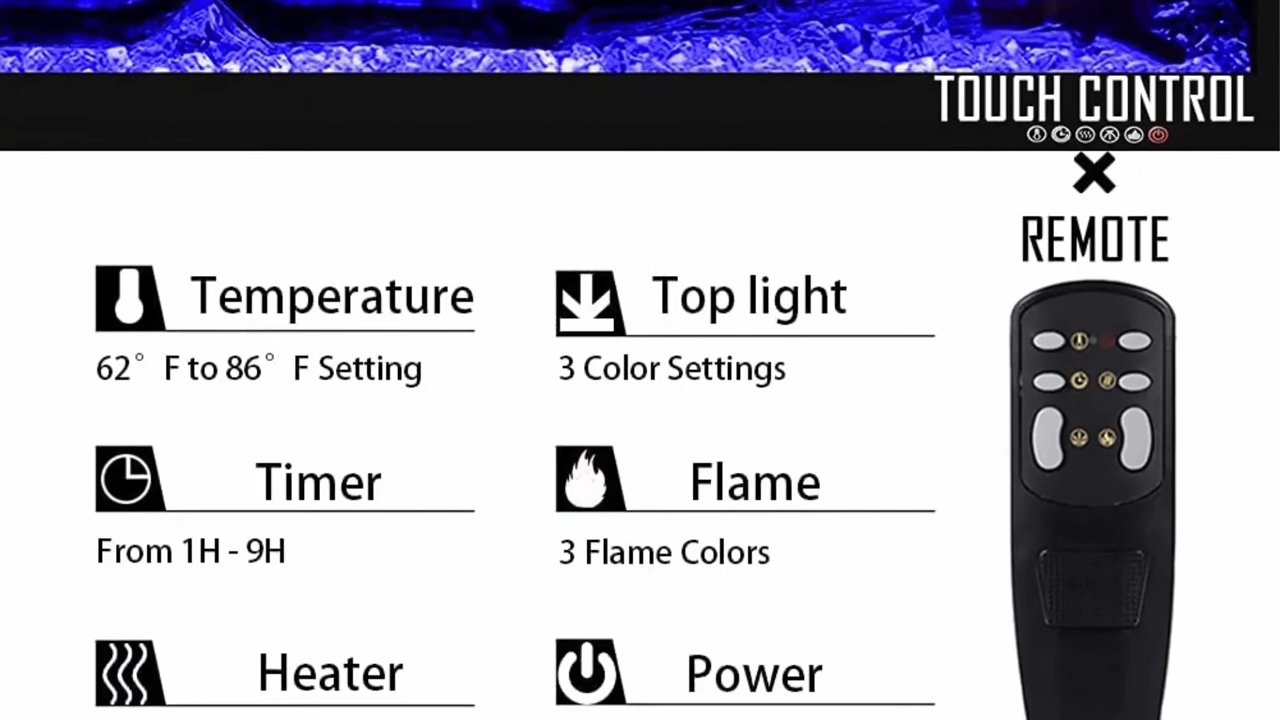 TOUCH CONTROL
REMOTE
Temperature
62° F to 86° F Setting
Top light
3 Color Settings
Timer
From 1H - 9H
Flame
3 Flame Colors
Heater
Power